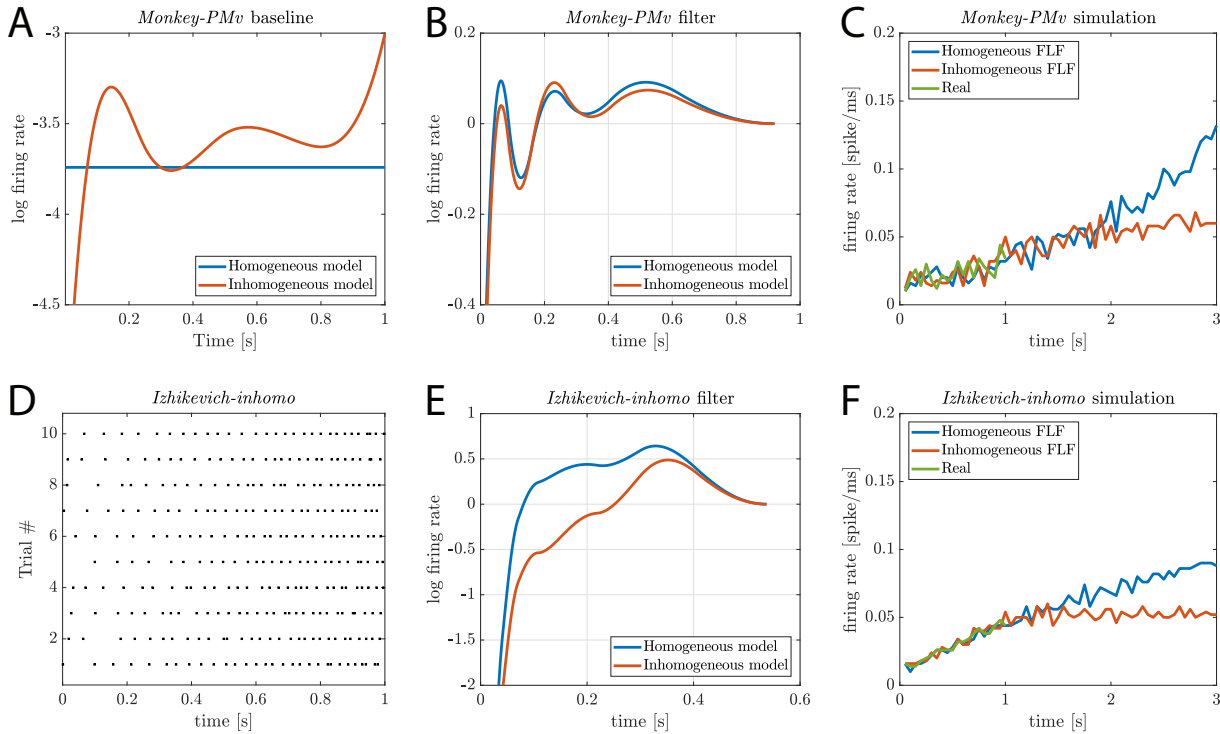 A
Monkey-PMv baseline
-3
-3.5
-4
-4.5
log firing rate
Homogeneous model
Inhomogeneous model
0.2 0.4 0.6 0.8 1
Time [s]
B
Monkey-PMv filter
0.2
0
-0.2
-0.4
log firing rate
Homogeneous model
Inhomogeneous model
0 0.2 0.4 0.6 0.8 1
time [s]
C
Monkey-PMv simulation
0.2
0.15
0.1
0.05
0
firing rate [spike/ms]
Homogeneous FLF
Inhomogeneous FLF
Real
0 1 2 3
time [s]
D
Izhikevich-inhomo
10
8
6
4
2
Trial #
0 0.2 0.4 0.6 0.8 1
time [s]
E
Izhikevich-inhomo filter
1
0.5
0
-0.5
-1
-1.5
-2
log firing rate
Homogeneous model
Inhomogeneous model
0 0.2 0.4 0.6
time [s]
F
Izhikevich-inhomo simulation
0.2
0.15
0.1
0.05
0
firing rate [spike/ms]
Homogeneous FLF
Inhomogeneous FLF
Real
0 1 2 3
time [s]